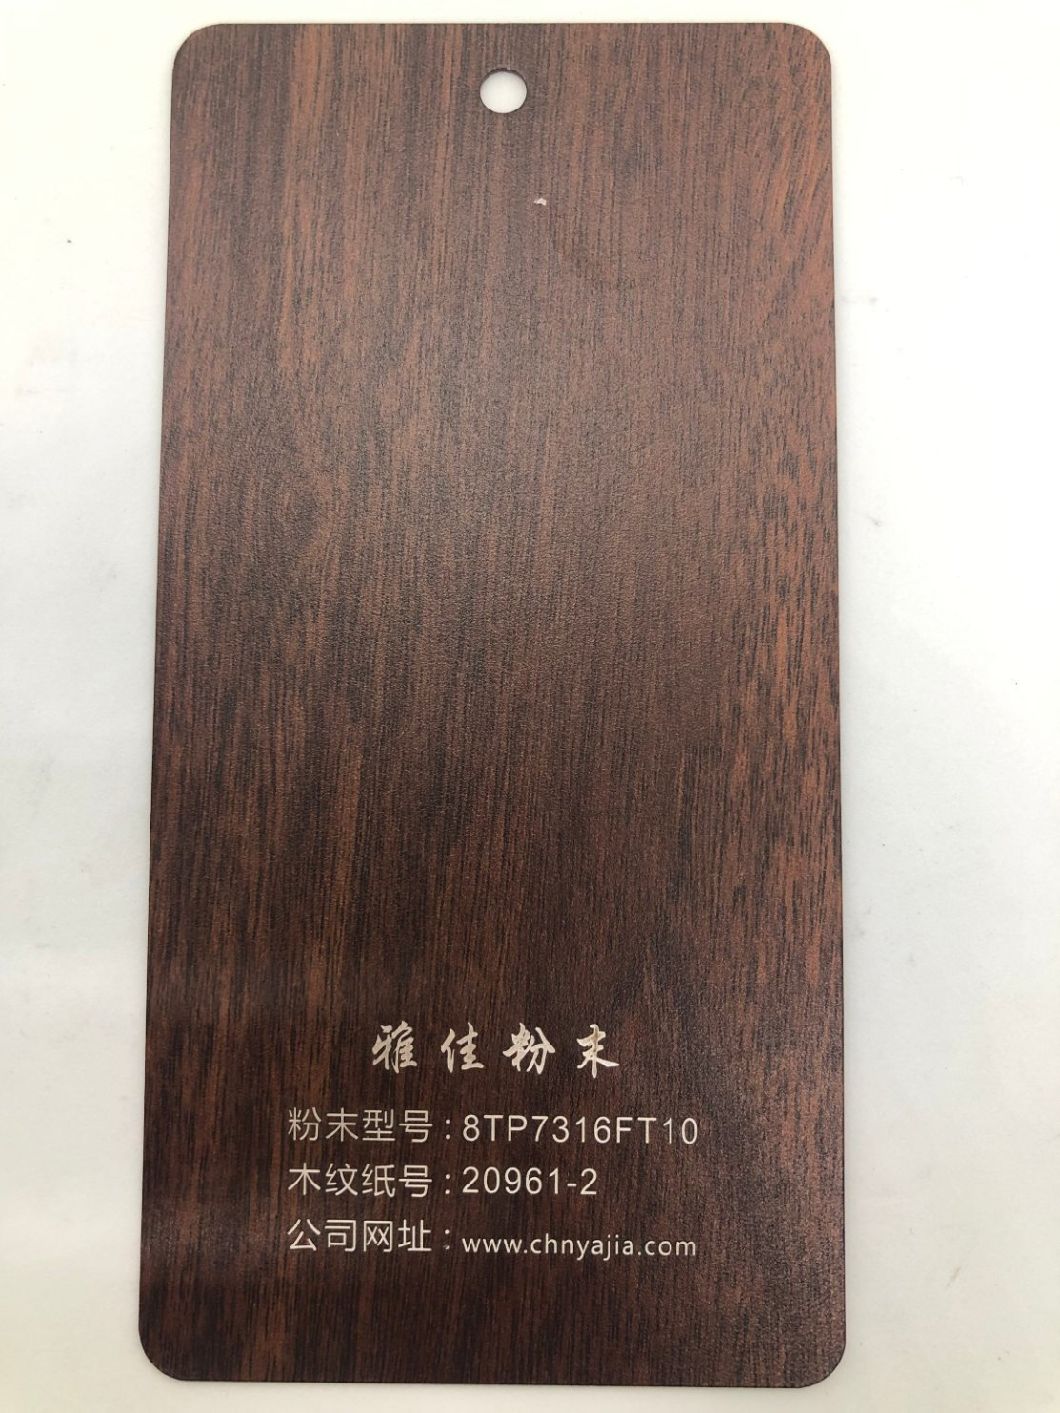 雅佳粉末
粉末型号：8TP7316FT10
木纹纸号：20961-2
公司网址：www.chnyajia.com